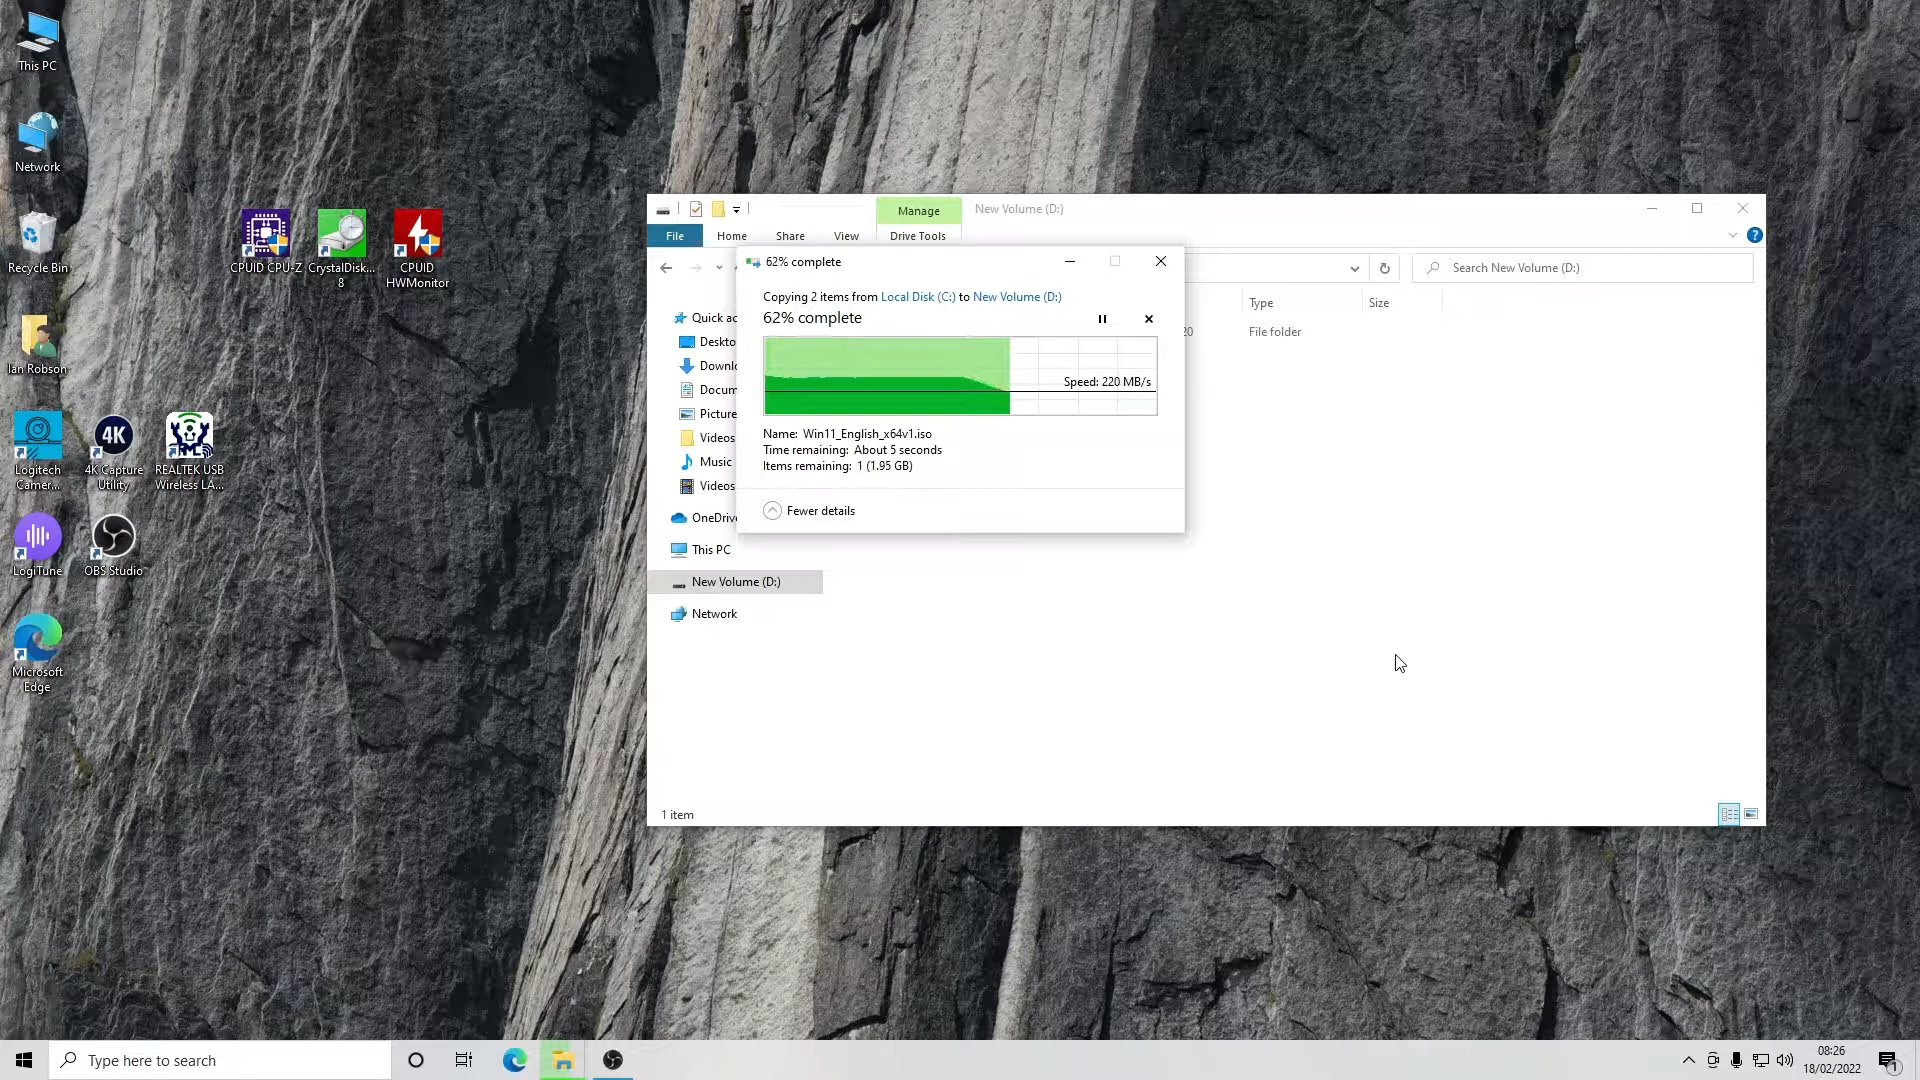 This PC
Network
Recycle Bin
CPUID CPU-Z
CrystalDisk...
8
CPUID
HWMonitor
Ian Robson
Logitech
Camer...
4K
4K Capture
Utility
REALTEK USB
Wireless LA...
LogiTune
OBS Studio
Microsoft
Edge
Manage
New Volume (D:)
File
Home
Share
View
Drive Tools
Search New Volume (D:)
Type
Size
20
File folder
Quick ac
Deskto
Downlo
Docum
Picture
Videos
Music
Videos
OneDrive
This PC
New Volume (D:)
Network
1 item
62% complete
Copying 2 items from Local Disk (C:) to New Volume (D:)
62% complete
Speed: 220 MB/s
Name: Win11_English_x64v1.iso
Time remaining: About 5 seconds
Items remaining: 1 (1.95 GB)
Fewer details
Type here to search
08:26
18/02/2022
1